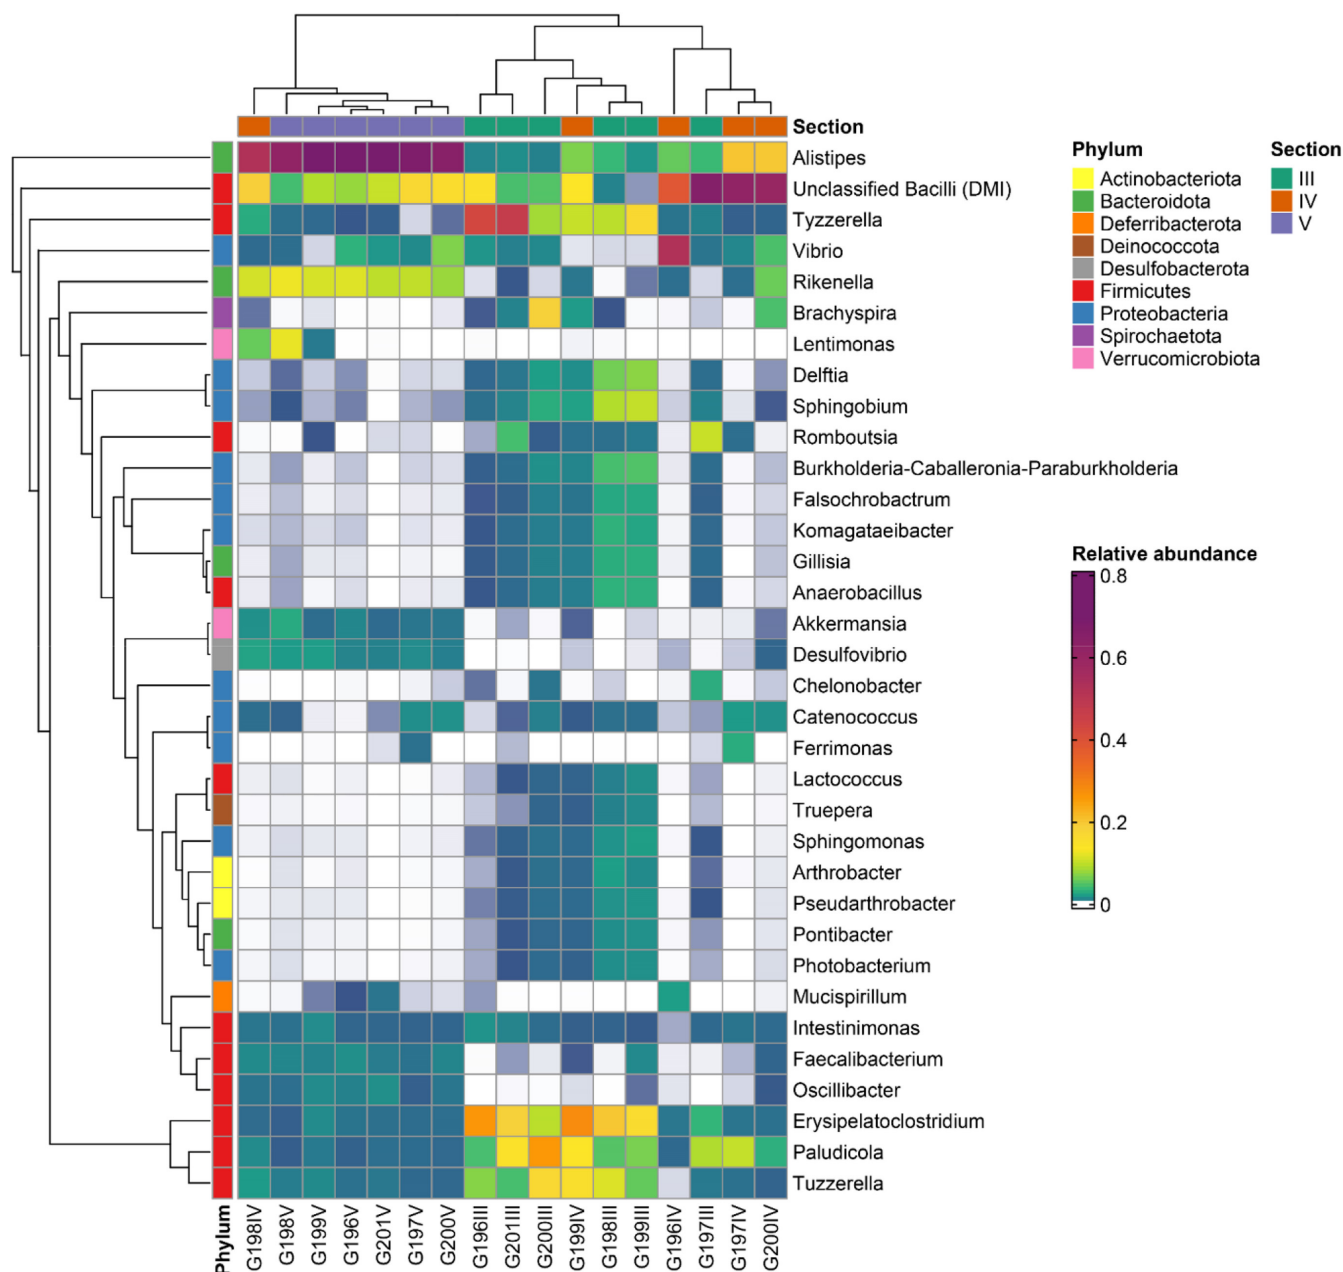 Section
Alistipes
Unclassified Bacilli (DMI)
Tyzzerella
Vibrio
Rikenella
Brachyspira
Lentimonas
Delftia
Sphingobium
Romboutsia
Burkholderia-Caballeronia-Paraburkholderia
Falsochrobactrum
Komagataeibacter
Gillisia
Anaerobacillus
Akkermansia
Desulfovibrio
Chelonobacter
Catenococcus
Ferrimonas
Lactococcus
Truepera
Sphingomonas
Arthrobacter
Pseudarthrobacter
Pontibacter
Photobacterium
Mucispirillum
Intestinimonas
Faecalibacterium
Oscillibacter
Erysipelatoclostridium
Paludicola
Tuzzerella
Phylum
G198IV
G198V
G199V
G196V
G201V
G197V
G200V
G196III
G201III
G200III
G199IV
G198III
G199III
G196IV
G197III
G197IV
G200IV
Phylum
Actinobacteriota
Bacteroidota
Deferribacterota
Deinococcota
Desulfobacterota
Firmicutes
Proteobacteria
Spirochaetota
Verrucomicrobiota
Section
III
IV
V
Relative abundance
0.8
0.6
0.4
0.2
0